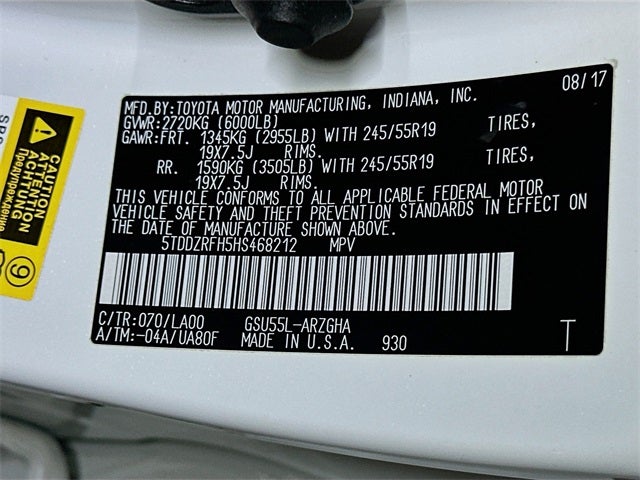 08/17
MFD.BY:TOYOTA MOTOR MANUFACTURING, INDIANA, INC.
GVWR:2720KG (6000LB)
GAWR:FRT. 1345KG (2955LB) WITH 245/55R19 TIRES,
19X7.5J RIMS.
RR. 1590KG (3505LB) WITH 245/55R19 TIRES,
19X7.5J RIMS.
THIS VEHICLE CONFORMS TO ALL APPLICABLE FEDERAL MOTOR
VEHICLE SAFETY AND THEFT PREVENTION STANDARDS IN EFFECT ON
THE DATE OF MANUFACTURE SHOWN ABOVE.
5TDDZRFH5HS468212 MPV
C/TR:070/LA00 GSU55L-ARZGHA
A/TM:-04A/UA80F MADE IN U.S.A. 930
T
CAUTION
ATTENTION
ACHTUNG
Предупреждение
9